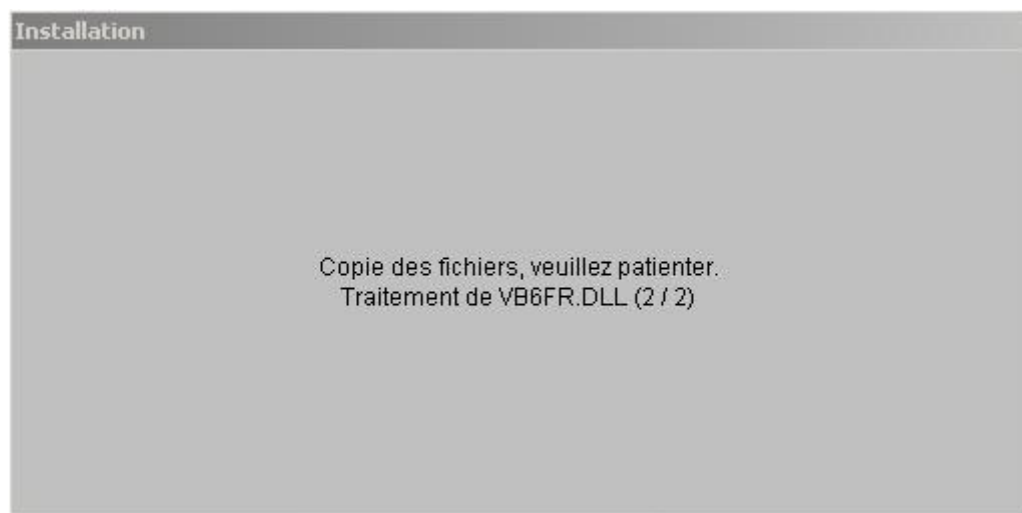 Installation
Copie des fichiers, veuillez patienter.
Traitement de VB6FR.DLL (2 / 2)